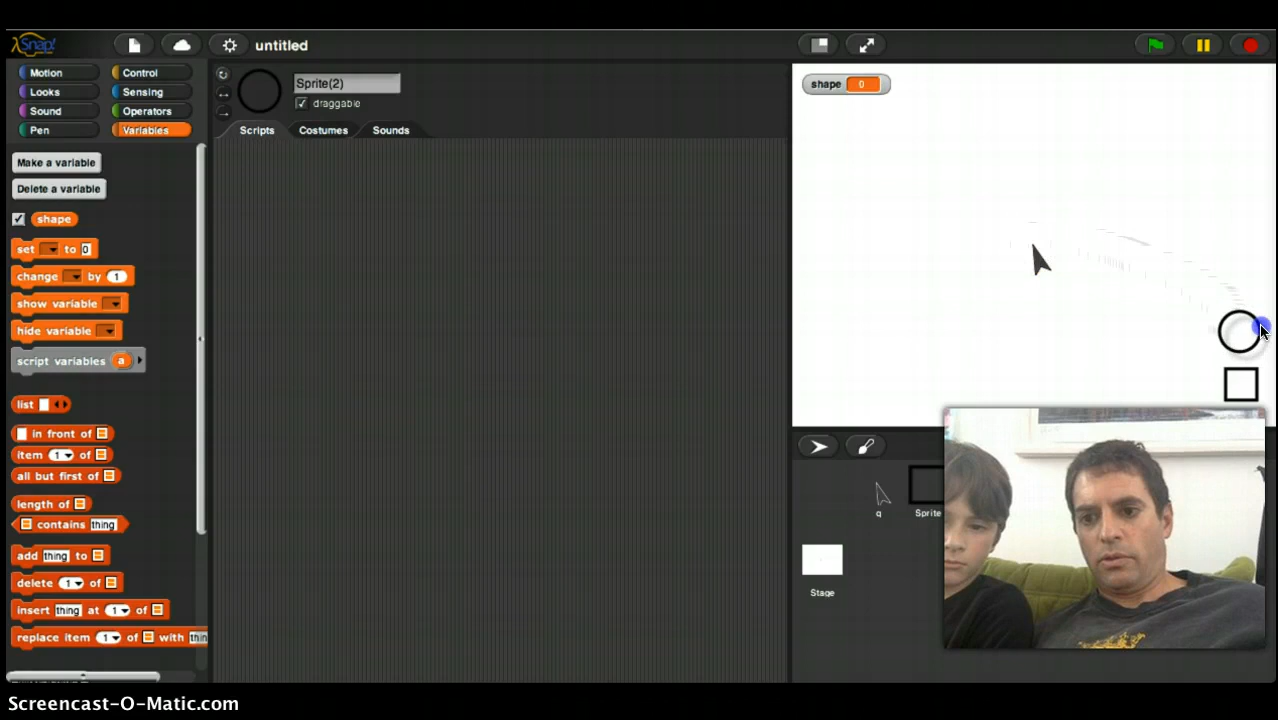 Snap!
untitled
Motion
Control
Looks
Sensing
Sound
Operators
Pen
Variables
Sprite(2)
draggable
Scripts
Costumes
Sounds
Make a variable
Delete a variable
shape
set to 0
change by 1
show variable
hide variable
script variables a
list
in front of
item 1 of
all but first of
length of
contains thing
add thing to
delete 1 of
insert thing at 1 of
replace item 1 of with thin
shape 0
q
Sprite
Stage
Screencast-O-Matic.com